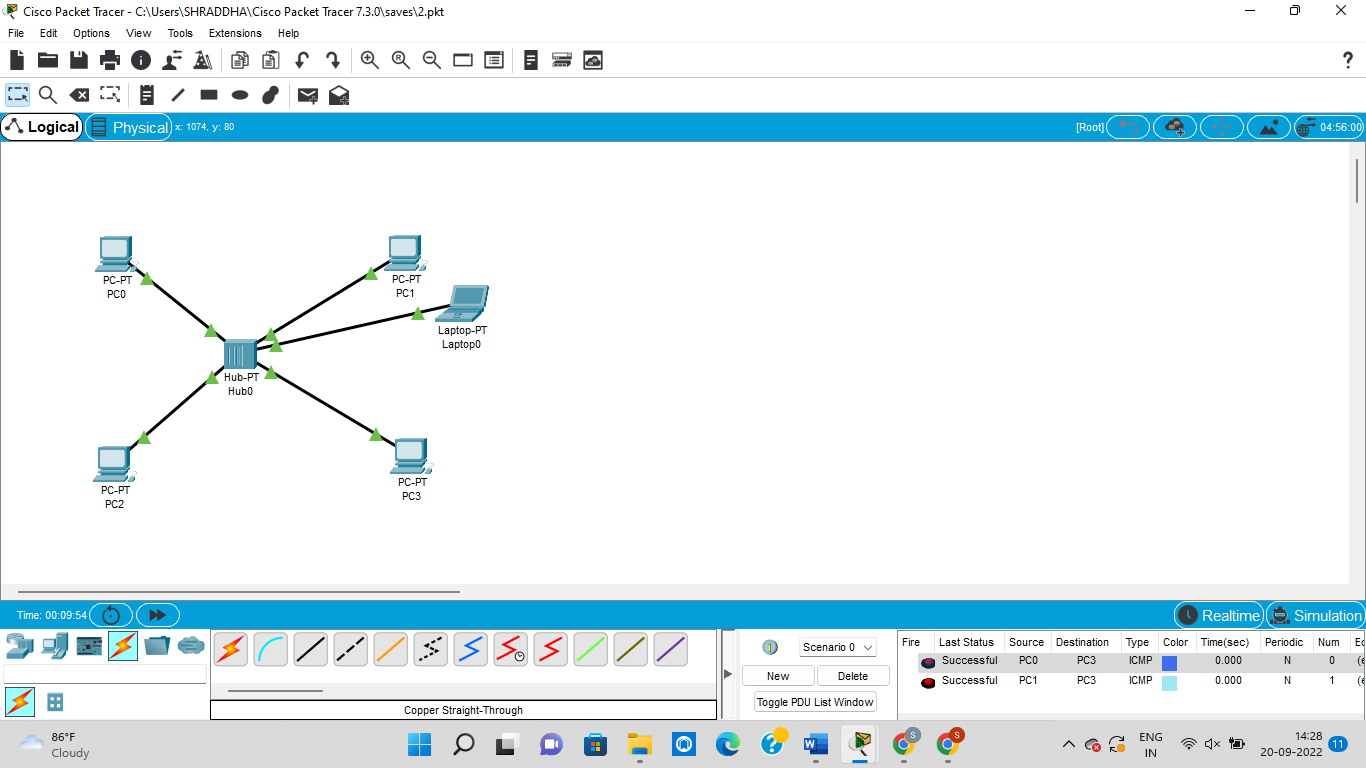 Cisco Packet Tracer - C:\Users\SHRADDHA\Cisco Packet Tracer 7.3.0\saves\2.pkt
File Edit Options View Tools Extensions Help
Logical Physical x: 1074, y: 80 [Root] 04:56:00
PC-PT
PC0
PC-PT
PC1
Laptop-PT
Laptop0
Hub-PT
Hub0
PC-PT
PC2
PC-PT
PC3
Time: 00:09:54 Realtime Simulation
Scenario 0
New Delete
Toggle PDU List Window
Copper Straight-Through
Fire Last Status Source Destination Type Color Time(sec) Periodic Num Ec
Successful PC0 PC3 ICMP 0.000 N 0 (e
Successful PC1 PC3 ICMP 0.000 N 1 (e
86°F
Cloudy
ENG
IN
14:28
20-09-2022
11